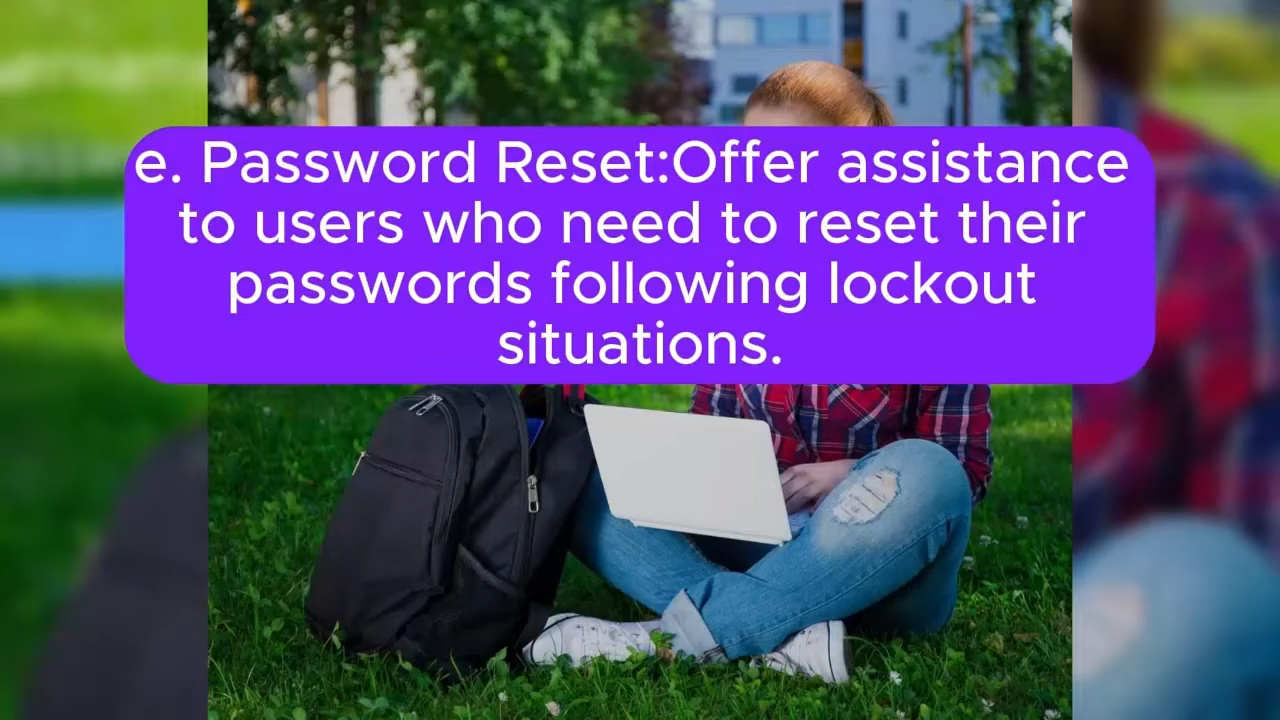 e. Password Reset:Offer assistance
to users who need to reset their
passwords following lockout
situations.